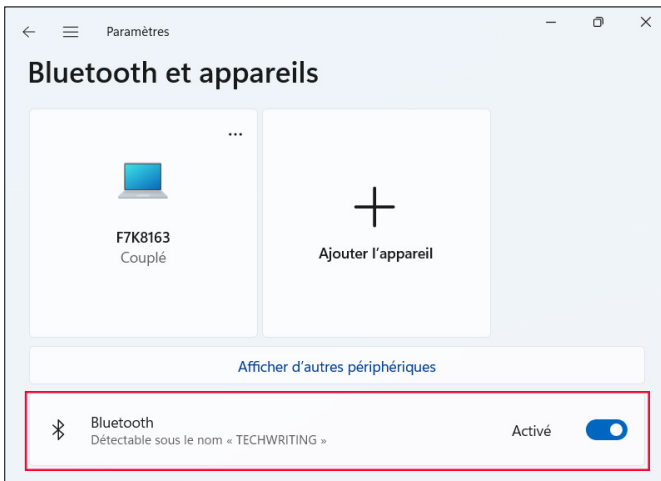 Paramètres
Bluetooth et appareils
F7K8163
Couplé
Ajouter l’appareil
Afficher d’autres périphériques
Bluetooth
Détectable sous le nom « TECHWRITING »
Activé